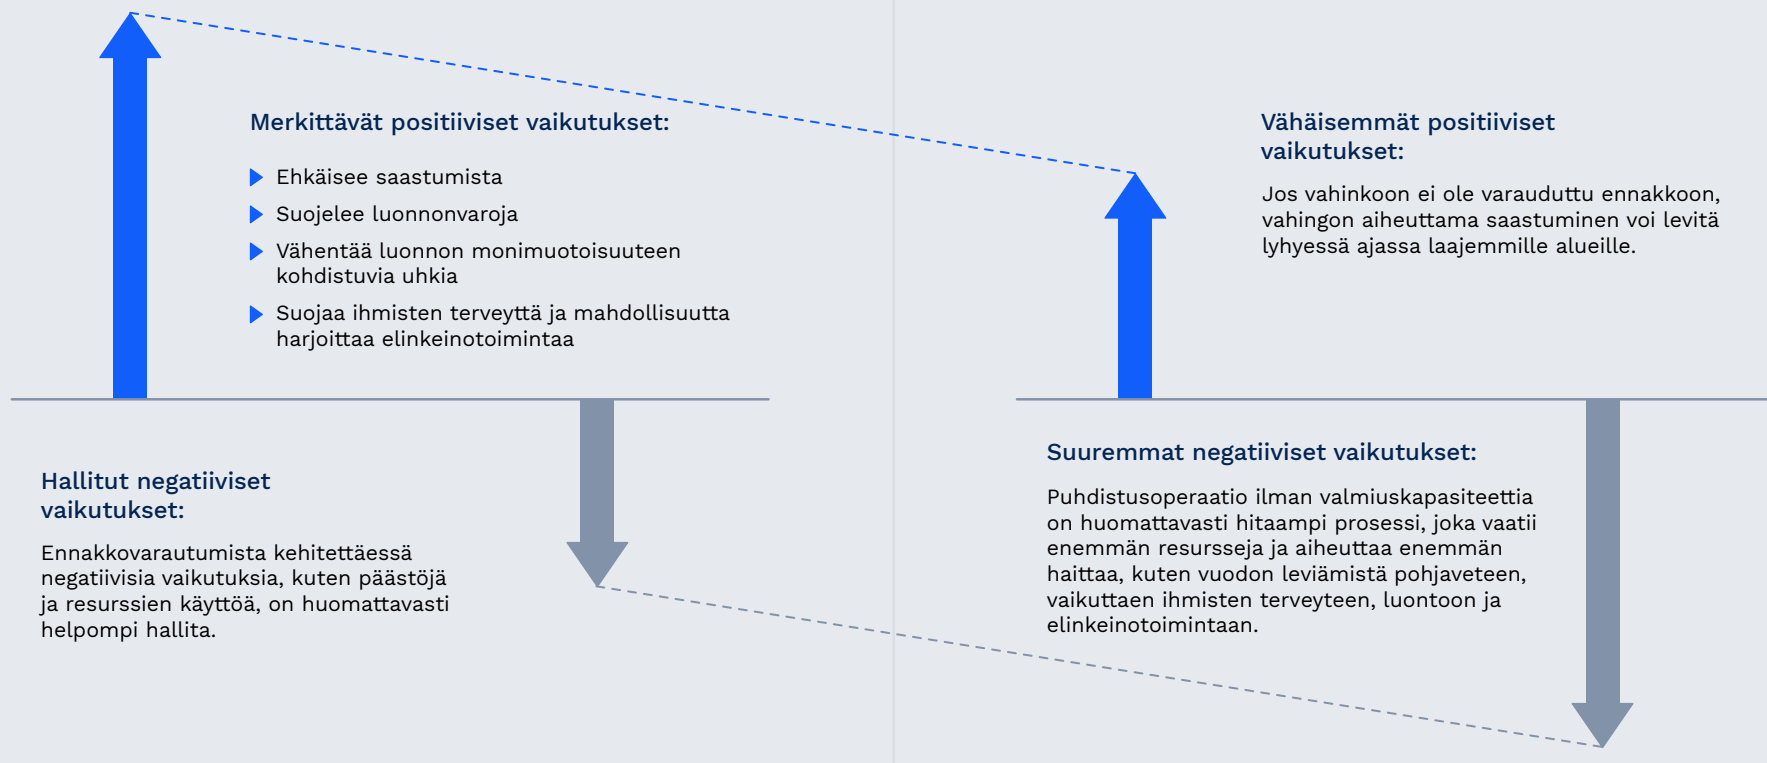 Merkittävät positiiviset vaikutukset:
Ehkäisee saastumista
Suojelee luonnonvaroja
Vähentää luonnon monimuotoisuuteen
kohdistuvia uhkia
Suojaa ihmisten terveyttä ja mahdollisuutta
harjoittaa elinkeinotoimintaa
Hallitut negatiiviset
vaikutukset:
Ennakkovarautumista kehitettäessä
negatiivisia vaikutuksia, kuten päästöjä
ja resurssien käyttöä, on huomattavasti
helpompi hallita.
Vähäisemmät positiiviset
vaikutukset:
Jos vahinkoon ei ole varauduttu ennakkoon,
vahingon aiheuttama saastuminen voi levitä
lyhyessä ajassa laajemmille alueille.
Suuremmat negatiiviset vaikutukset:
Puhdistusoperaatio ilman valmiuskapasiteettia
on huomattavasti hitaampi prosessi, joka vaatii
enemmän resursseja ja aiheuttaa enemmän
haittaa, kuten vuodon leviämistä pohjaveteen,
vaikuttaen ihmisten terveyteen, luontoon ja
elinkeinotoimintaan.